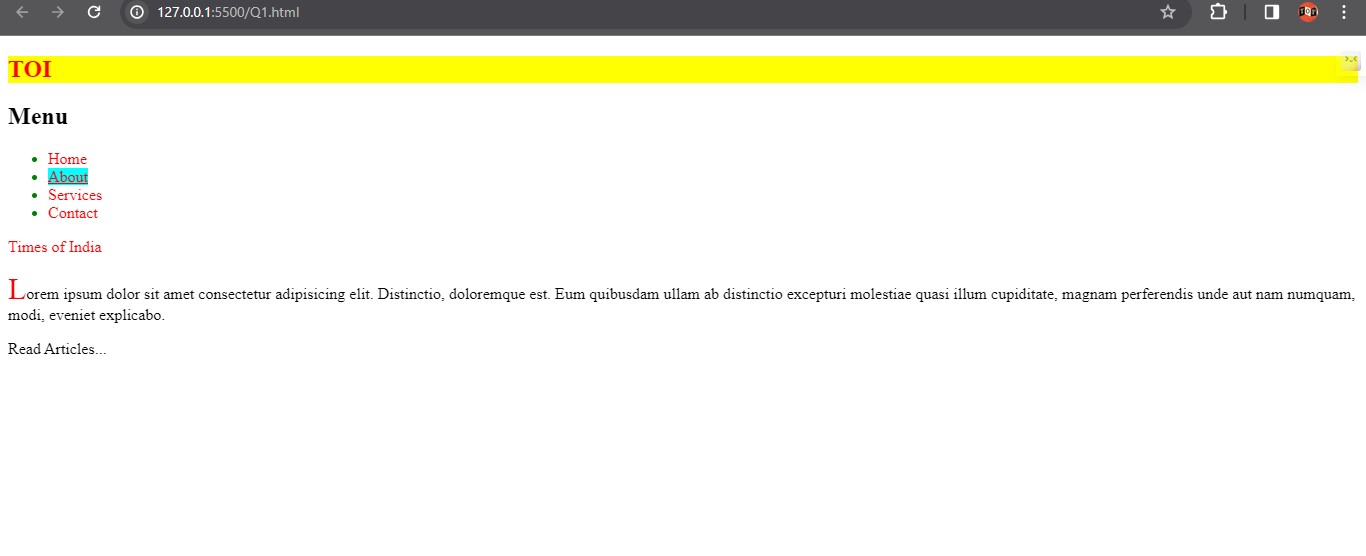 127.0.0.1:5500/Q1.html
TOI
Menu
Home
About
Services
Contact
Times of India
Lorem ipsum dolor sit amet consectetur adipisicing elit. Distinctio, doloremque est. Eum quibusdam ullam ab distinctio excepturi molestiae quasi illum cupiditate, magnam perferendis unde aut nam numquam,
modi, eveniet explicabo.
Read Articles...